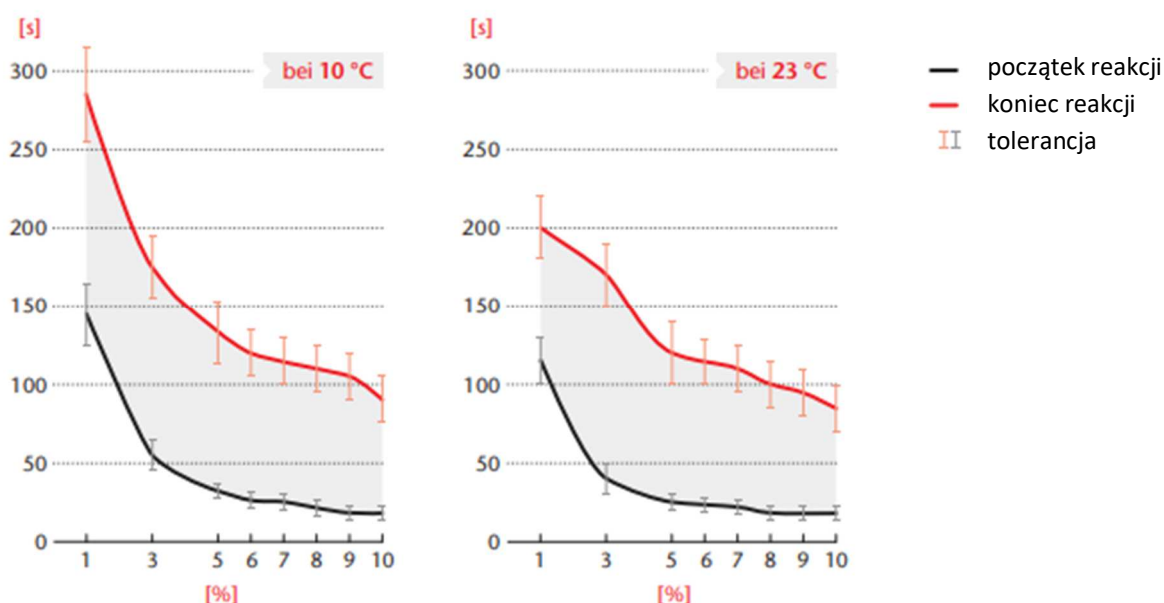 [s]
bei 10 °C
300
250
200
150
100
50
0
1 3 5 6 7 8 9 10
[%]
[s]
bei 23 °C
300
250
200
150
100
50
0
1 3 5 6 7 8 9 10
[%]
początek reakcji
koniec reakcji
tolerancja